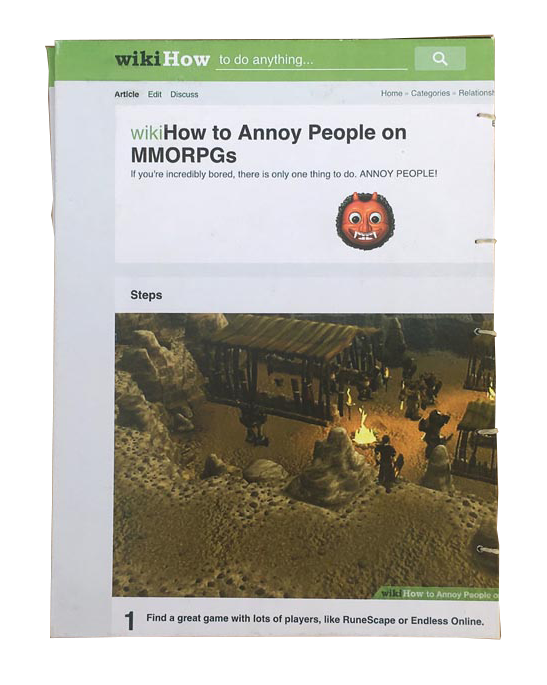 wikiHow to do anything...
Article Edit Discuss Home » Categories »
wikiHow to Annoy People on
MMORPGs
If you're incredibly bored, there is only one thing to do. ANNOY PEOPLE!
Steps
wikiHow to Annoy People
1 Find a great game with lots of players, like RuneScape or Endless Online.